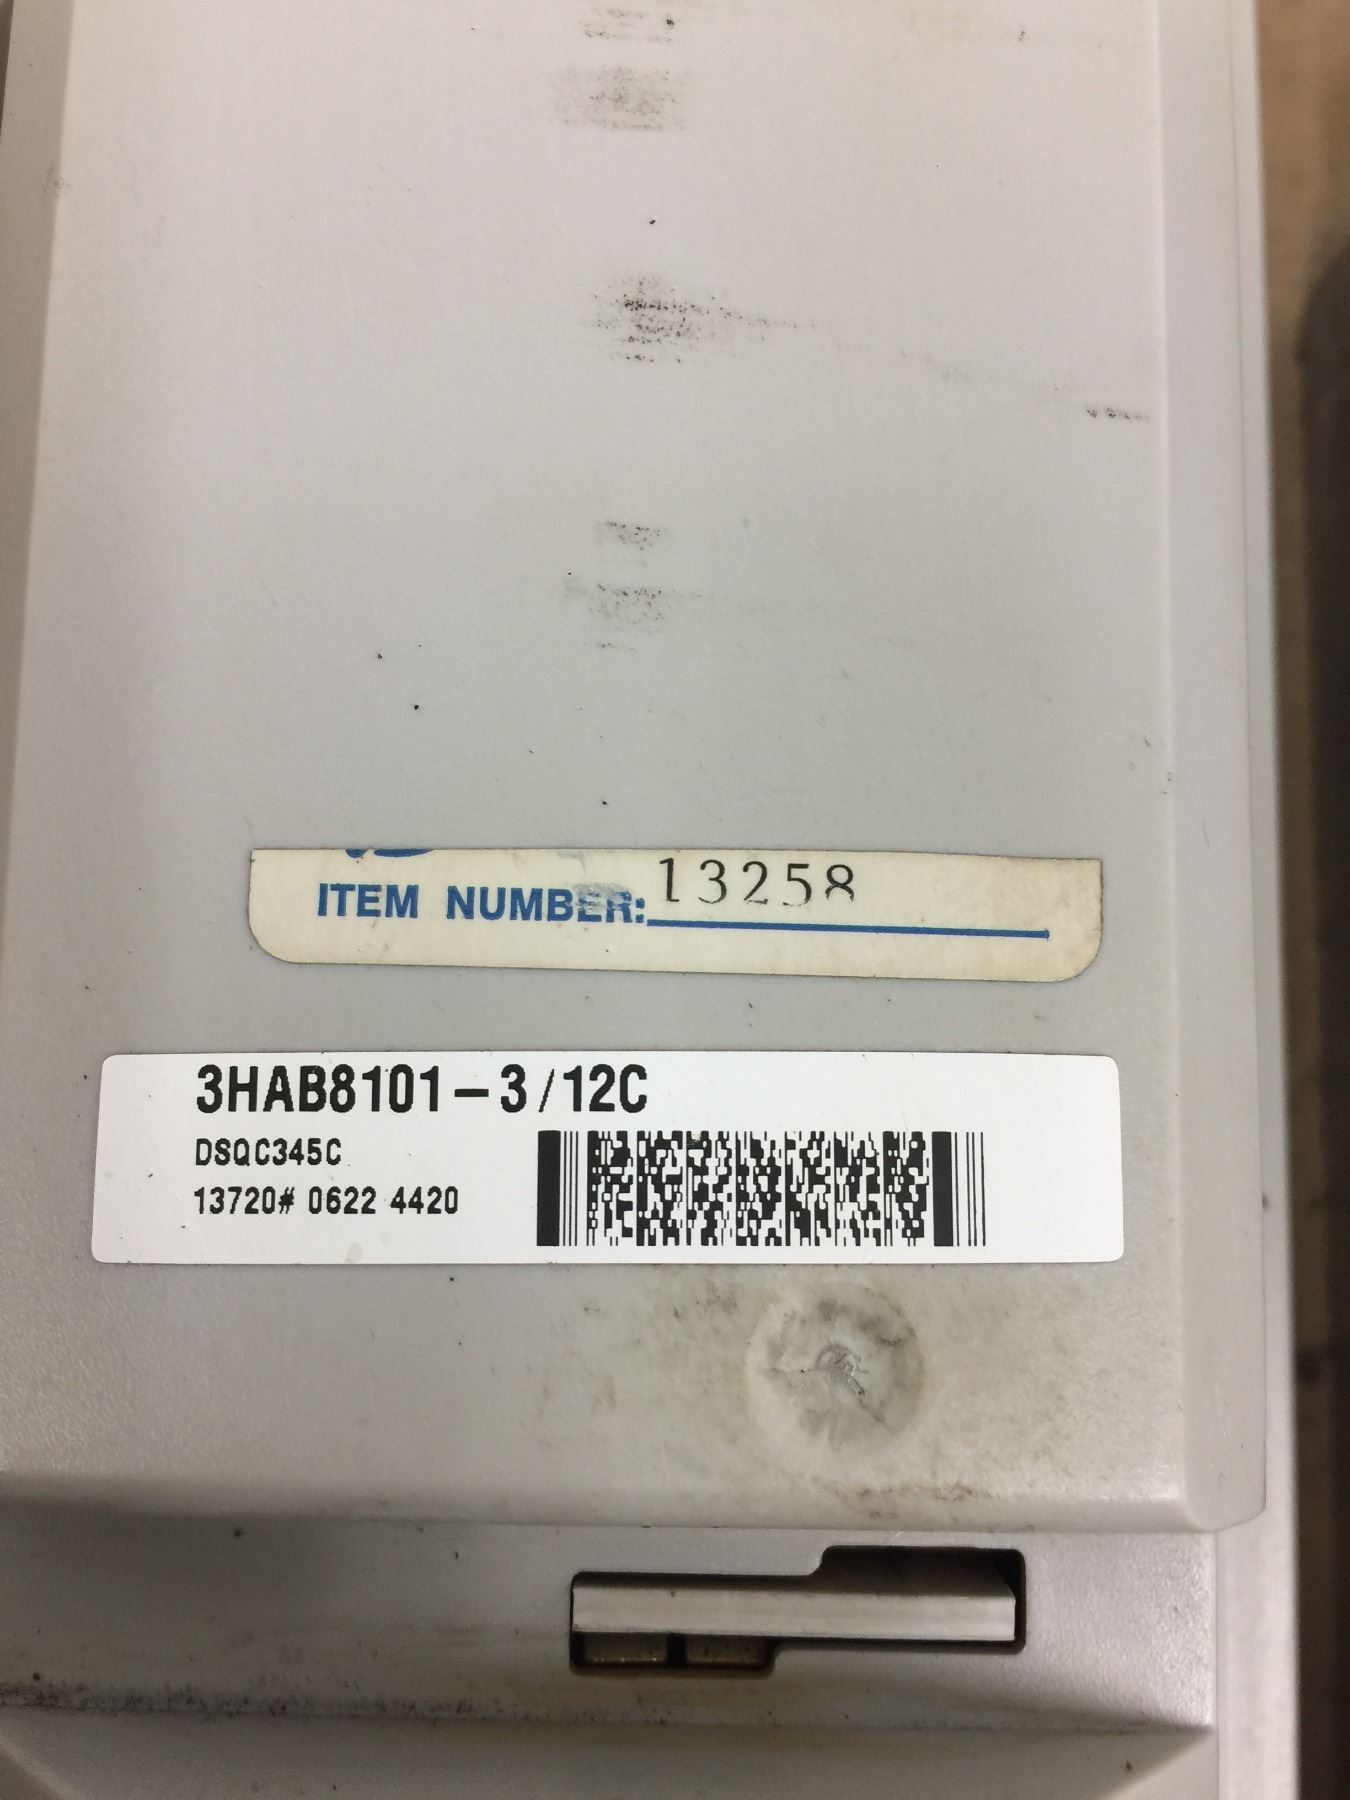 ITEM NUMBER: 13258
3HAB8101-3/12C
DSQC345C
13720# 0622 4420